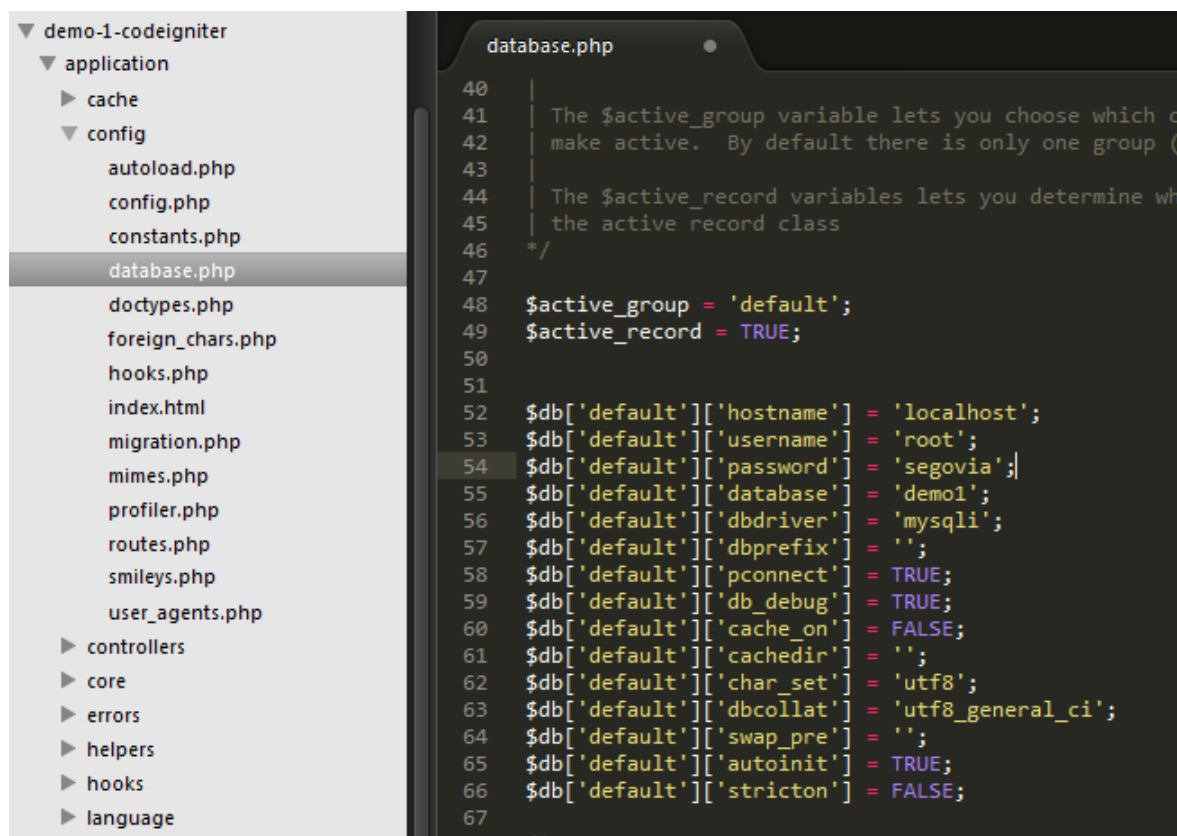 demo-1-codeigniter
application
cache
config
autoload.php
config.php
constants.php
database.php
doctypes.php
foreign_chars.php
hooks.php
index.html
migration.php
mimes.php
profiler.php
routes.php
smileys.php
user_agents.php
controllers
core
errors
helpers
hooks
language
database.php
40 |
41 | The $active_group variable lets you choose which c
42 | make active.  By default there is only one group (
43 |
44 | The $active_record variables lets you determine wh
45 | the active record class
46 */
47
48 $active_group = 'default';
49 $active_record = TRUE;
50
51
52 $db['default']['hostname'] = 'localhost';
53 $db['default']['username'] = 'root';
54 $db['default']['password'] = 'segovia';
55 $db['default']['database'] = 'demo1';
56 $db['default']['dbdriver'] = 'mysqli';
57 $db['default']['dbprefix'] = '';
58 $db['default']['pconnect'] = TRUE;
59 $db['default']['db_debug'] = TRUE;
60 $db['default']['cache_on'] = FALSE;
61 $db['default']['cachedir'] = '';
62 $db['default']['char_set'] = 'utf8';
63 $db['default']['dbcollat'] = 'utf8_general_ci';
64 $db['default']['swap_pre'] = '';
65 $db['default']['autoinit'] = TRUE;
66 $db['default']['stricton'] = FALSE;
67